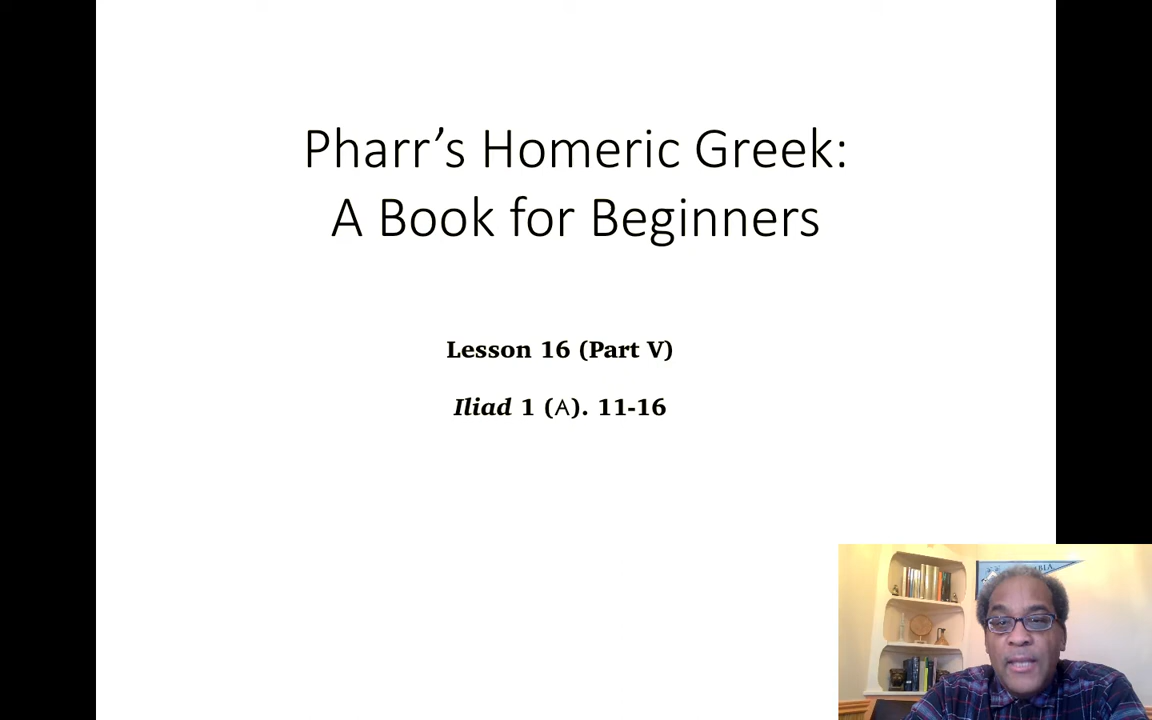 Pharr’s Homeric Greek:
A Book for Beginners
Lesson 16 (Part V)
Iliad 1 (A). 11-16